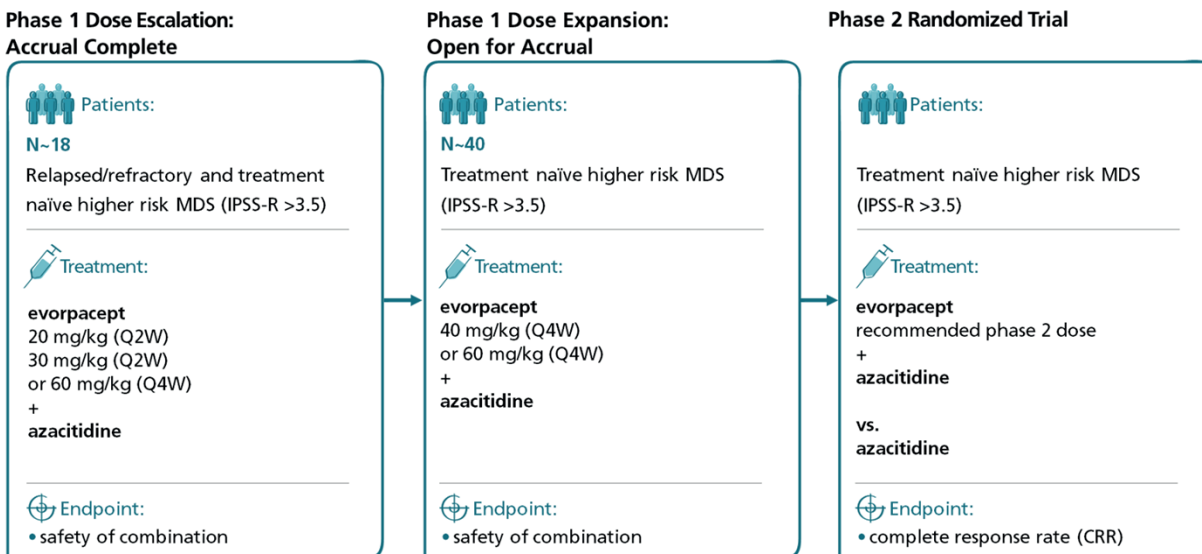 Phase 1 Dose Escalation:
Accrual Complete
Patients:
N~18
Relapsed/refractory and treatment
naïve higher risk MDS (IPSS-R >3.5)
Treatment:
evorpacept
20 mg/kg (Q2W)
30 mg/kg (Q2W)
or 60 mg/kg (Q4W)
+
azacitidine
Endpoint:
• safety of combination
Phase 1 Dose Expansion:
Open for Accrual
Patients:
N~40
Treatment naïve higher risk MDS
(IPSS-R >3.5)
Treatment:
evorpacept
40 mg/kg (Q4W)
or 60 mg/kg (Q4W)
+
azacitidine
Endpoint:
• safety of combination
Phase 2 Randomized Trial
Patients:
Treatment naïve higher risk MDS
(IPSS-R >3.5)
Treatment:
evorpacept
recommended phase 2 dose
+
azacitidine
vs.
azacitidine
Endpoint:
• complete response rate (CRR)